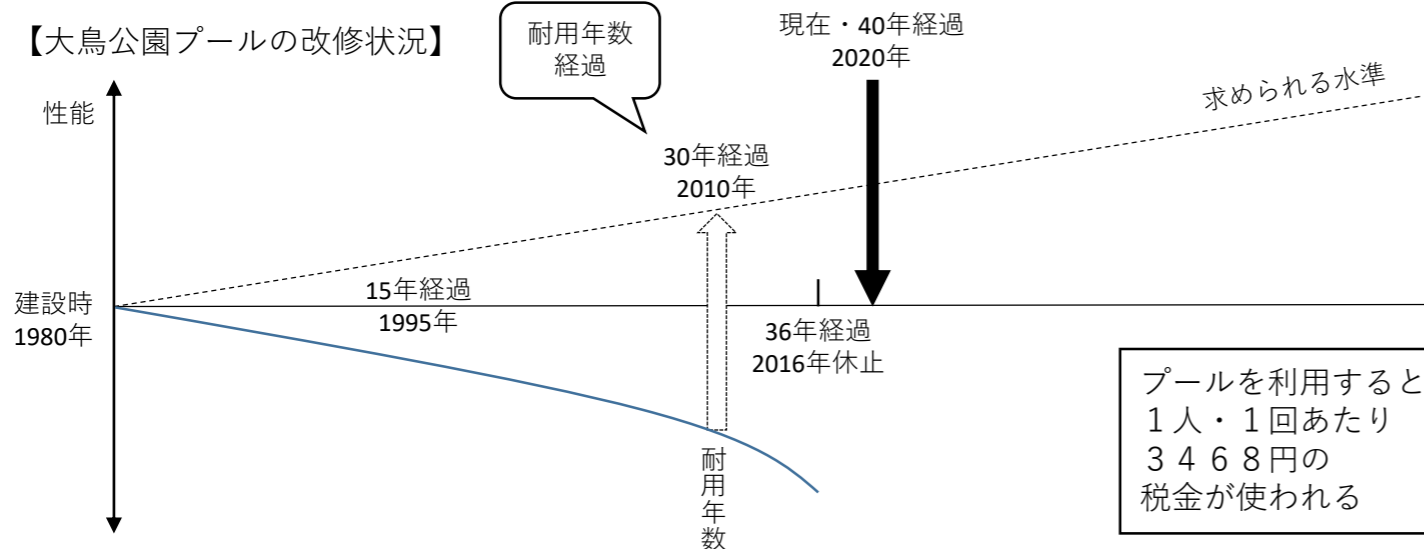 【大鳥公園プールの改修状況】
耐用年数
経過
現在・40年経過
2020年
性能
求められる水準
30年経過
2010年
建設時
1980年
15年経過
1995年
36年経過
2016年休止
耐用年数
プールを利用すると
１人・１回あたり
３４６８円の
税金が使われる